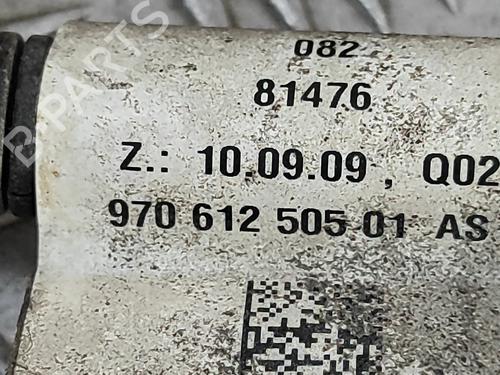 B-PARTS
082
81476
Z.: 10.09.09 , Q02
970 612 505 01 AS